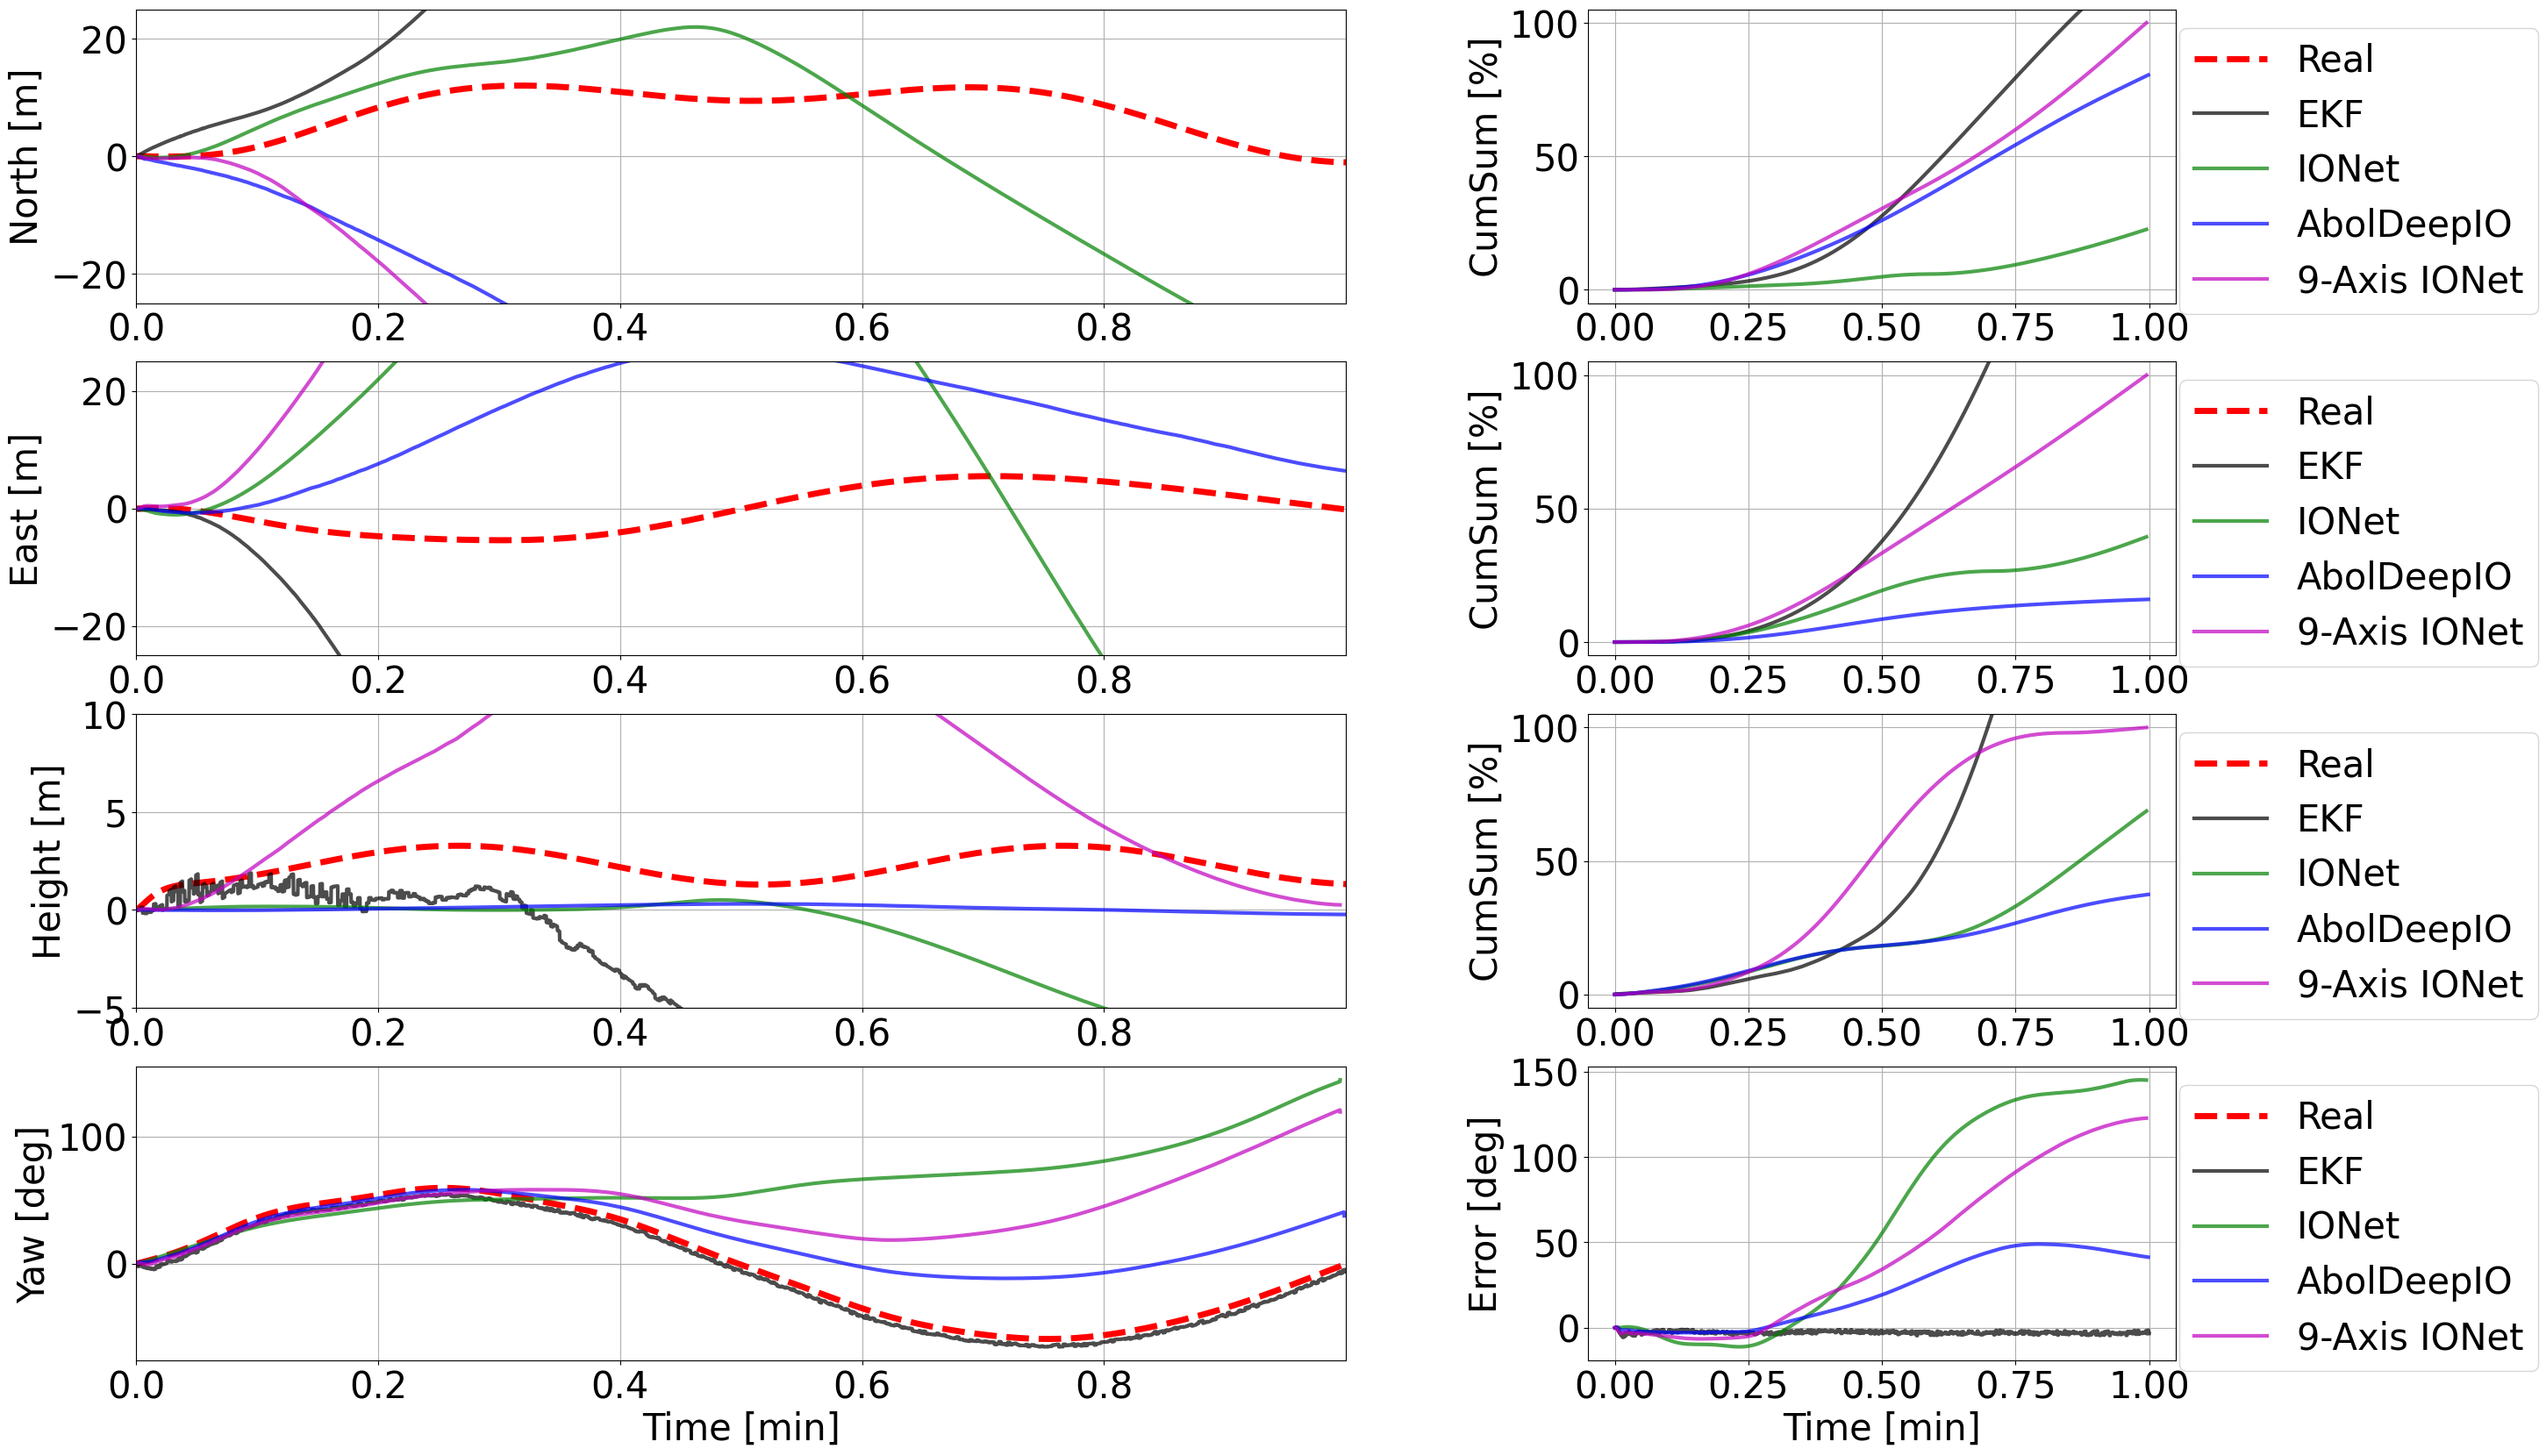 North [m]
20
0
−20
0.0 0.2 0.4 0.6 0.8
CumSum [%]
100
50
0
0.00 0.25 0.50 0.75 1.00
Real
EKF
IONet
AbolDeepIO
9-Axis IONet
East [m]
20
0
−20
0.0 0.2 0.4 0.6 0.8
CumSum [%]
100
50
0
0.00 0.25 0.50 0.75 1.00
Real
EKF
IONet
AbolDeepIO
9-Axis IONet
Height [m]
10
5
0
−5
0.0 0.2 0.4 0.6 0.8
CumSum [%]
100
50
0
0.00 0.25 0.50 0.75 1.00
Real
EKF
IONet
AbolDeepIO
9-Axis IONet
Yaw [deg]
100
0
0.0 0.2 0.4 0.6 0.8
Time [min]
Error [deg]
150
100
50
0
0.00 0.25 0.50 0.75 1.00
Time [min]
Real
EKF
IONet
AbolDeepIO
9-Axis IONet